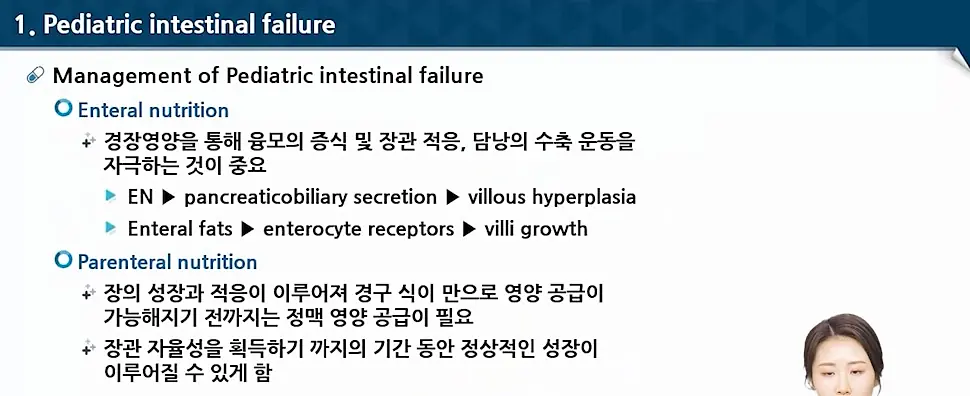 1. Pediatric intestinal failure
Management of Pediatric intestinal failure
Enteral nutrition
경장영양을 통해 융모의 증식 및 장관 적응, 담낭의 수축 운동을
자극하는 것이 중요
EN ▶ pancreaticobiliary secretion ▶ villous hyperplasia
Enteral fats ▶ enterocyte receptors ▶ villi growth
Parenteral nutrition
장의 성장과 적응이 이루어져 경구 식이 만으로 영양 공급이
가능해지기 전까지는 정맥 영양 공급이 필요
장관 자율성을 획득하기 까지의 기간 동안 정상적인 성장이
이루어질 수 있게 함